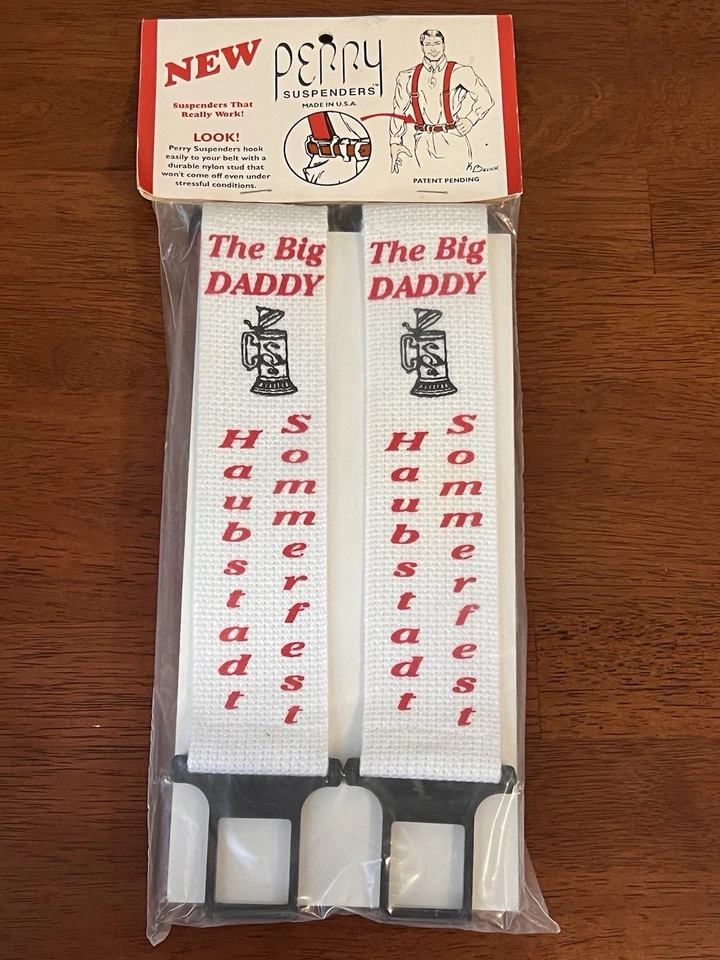 NEW
PERRY
SUSPENDERS™
MADE IN U.S.A.
Suspenders That
Really Work!
LOOK!
Perry Suspenders hook
easily to your belt with a
durable nylon stud that
won't come off even under
stressful conditions.
PATENT PENDING
The Big
DADDY
Haubstadt
Sommerfest
The Big
DADDY
Haubstadt
Sommerfest